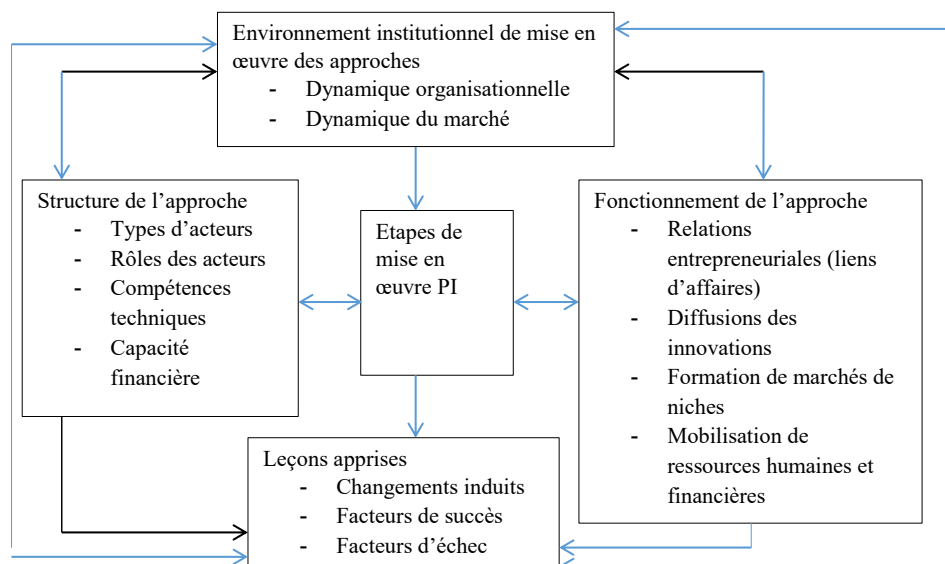 Environnement institutionnel de mise en
œuvre des approches
- Dynamique organisationnelle
- Dynamique du marché
Structure de l’approche
- Types d’acteurs
- Rôles des acteurs
- Compétences
techniques
- Capacité
financière
Etapes de
mise en
œuvre PI
Fonctionnement de l’approche
- Relations
entrepreneuriales (liens
d’affaires)
- Diffusions des
innovations
- Formation de marchés de
niches
- Mobilisation de
ressources humaines et
financières
Leçons apprises
- Changements induits
- Facteurs de succès
- Facteurs d’échec